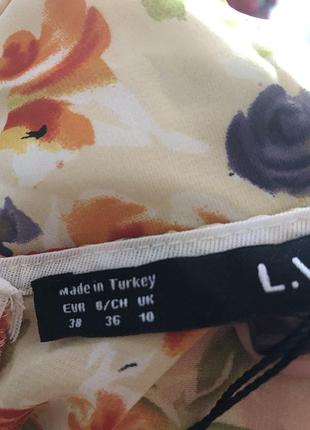 Made in Turkey
EUR G/CH UK
38 36 10
L.